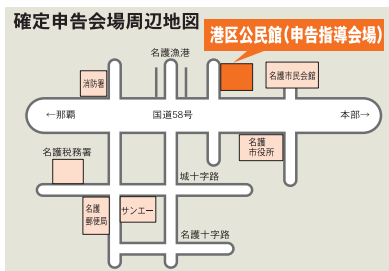 確定申告会場周辺地図
港区公民館(申告指導会場)
名護漁港
消防署
名護市民会館
←那覇
国道58号
本部→
名護
市役所
名護税務署
城十字路
名護
郵便局
サンエー
名護十字路